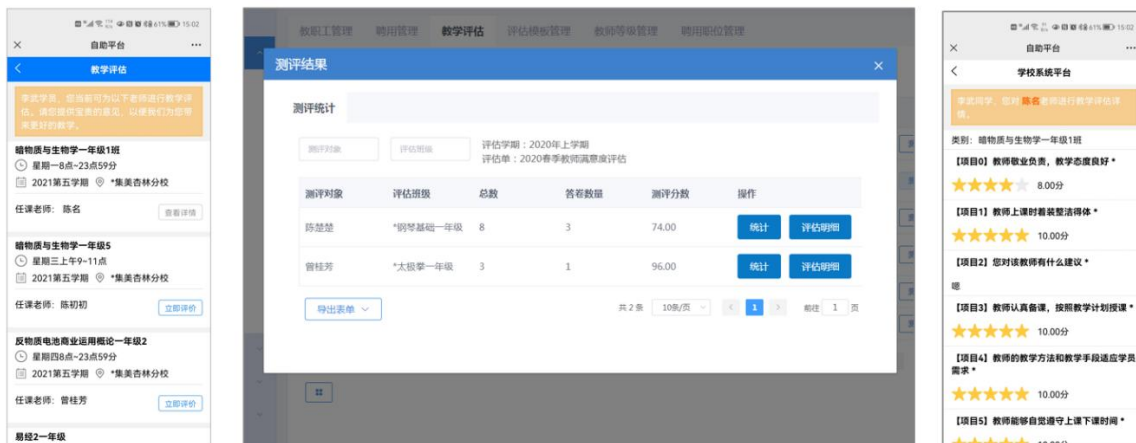 61% 15:02
自助平台
教学评估
李武学员，您当前可为以下老师进行教学评
估。请您提供宝贵的意见，以便我们为您带
来更好的教学。
暗物质与生物学一年级1班
星期一8点~23点59分
2021第五学期 *集美杏林分校
任课老师： 陈名
查看详情
暗物质与生物学一年级5
星期三上午9~11点
2021第五学期 *集美杏林分校
任课老师： 陈初初
立即评价
反物质电池商业运用概论一年级2
星期四8点~23点59分
2021第五学期 *集美杏林分校
任课老师： 曾桂芳
立即评价
易经2一年级
教职工管理 聘用管理 教学评估 评估模板管理 教师等级管理 聘用职位管理
测评结果
测评统计
测评对象 评估班级 评估学期：2020年上学期
评估单：2020春季教师满意度评估
测评对象 评估班级 总数 答卷数量 测评分数 操作
陈楚楚 *钢琴基础一年级 8 3 74.00 统计 评估明细
曾桂芳 *太极拳一年级 3 1 96.00 统计 评估明细
导出表单 共 2 条 10条/页 1 前往 1 页
61% 15:02
自助平台
学校系统平台
李武同学，您对 陈名老师进行教学评估详
情。
类别：暗物质与生物学一年级1班
【项目0】教师敬业负责，教学态度良好 *
8.00分
【项目1】教师上课时着装整洁得体 *
10.00分
【项目2】您对该教师有什么建议 *
嗯
【项目3】教师认真备课，按照教学计划授课 *
10.00分
【项目4】教师的教学方法和教学手段适应学员
需求 *
10.00分
【项目5】教师能够自觉遵守上课下课时间 *